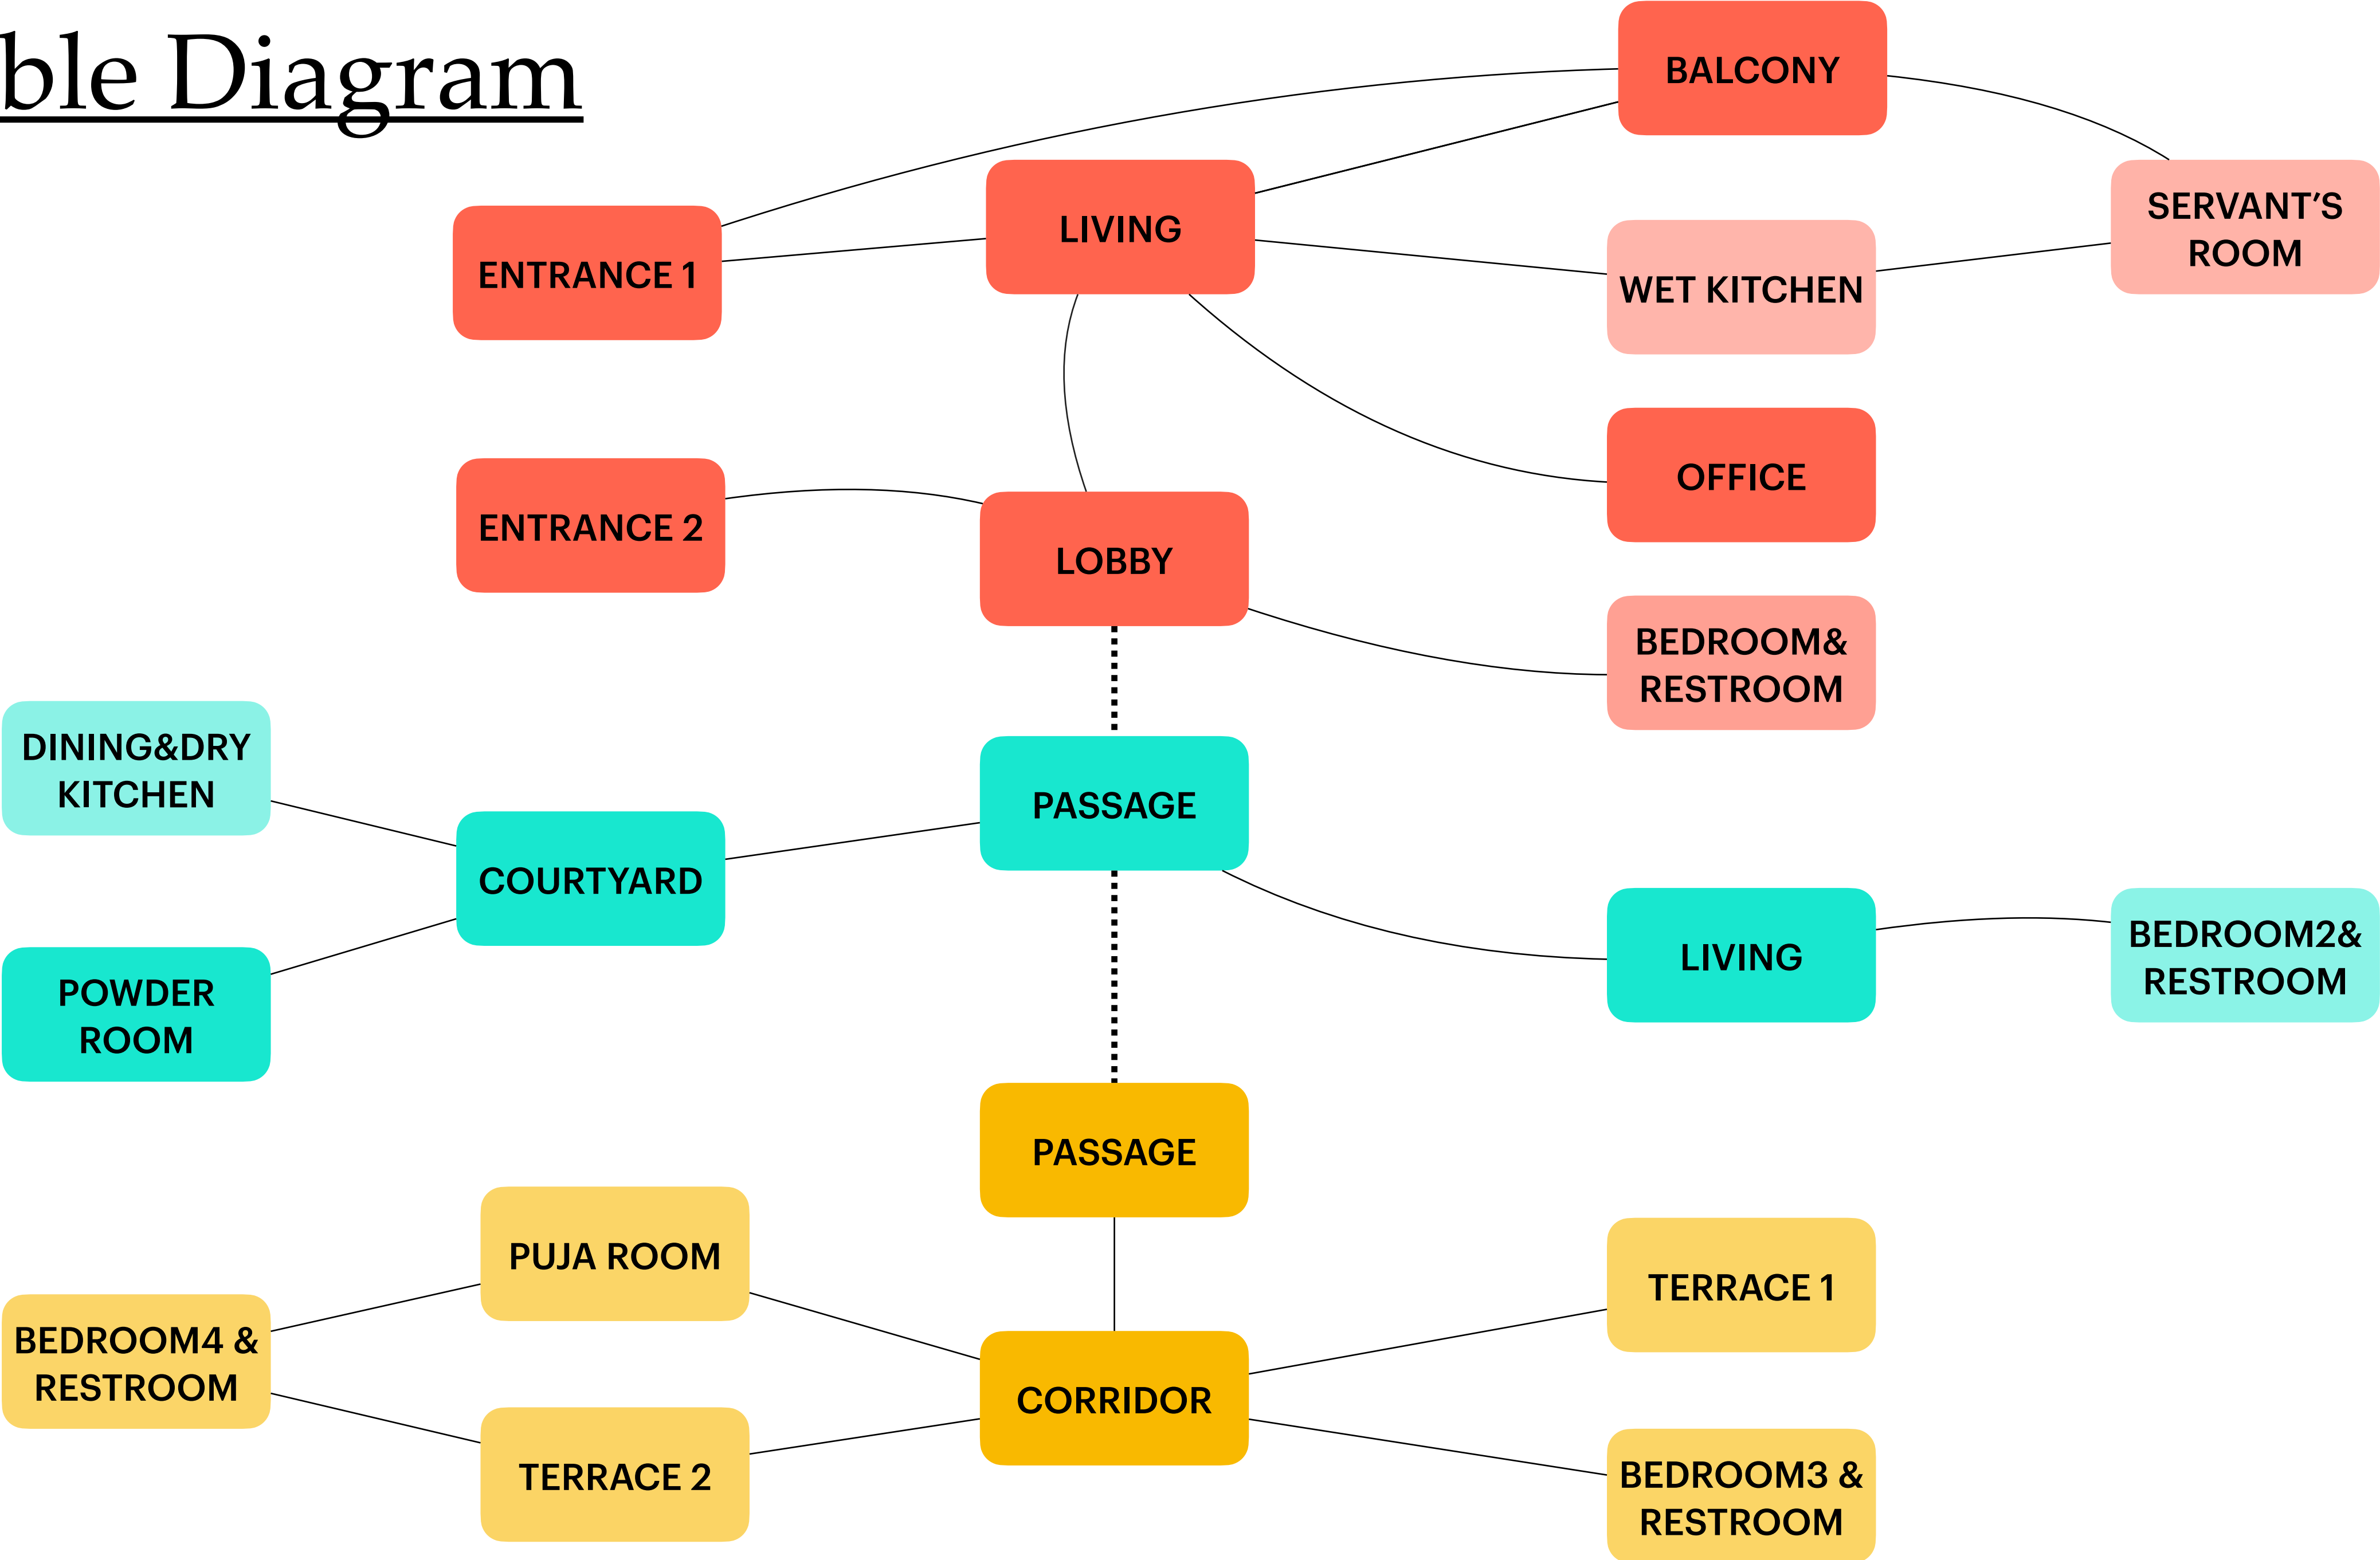 ble Diagram
BALCONY
LIVING
SERVANT’S
ROOM
ENTRANCE 1
WET KITCHEN
OFFICE
ENTRANCE 2
LOBBY
BEDROOM&
RESTROOM
DINING&DRY
KITCHEN
PASSAGE
COURTYARD
LIVING
BEDROOM2&
RESTROOM
POWDER
ROOM
PASSAGE
PUJA ROOM
TERRACE 1
BEDROOM4 &
RESTROOM
CORRIDOR
TERRACE 2
BEDROOM3 &
RESTROOM